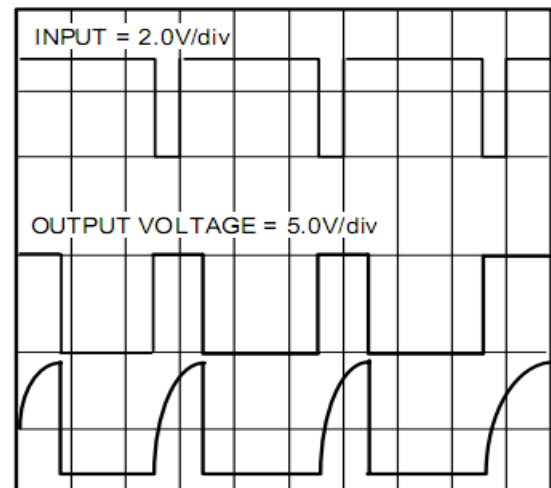 INPUT = 2.0V/div
OUTPUT VOLTAGE = 5.0V/div